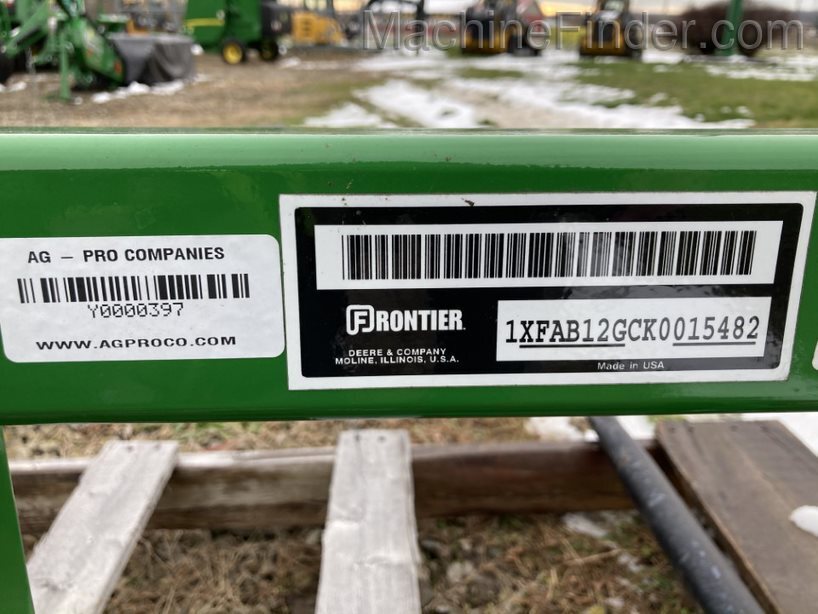 MachineFinder.com
AG – PRO COMPANIES
Y0000397
WWW.AGPROCO.COM
FRONTIER
DEERE & COMPANY
MOLINE, ILLINOIS, U.S.A.
1XFAB12GCK0015482
Made in USA